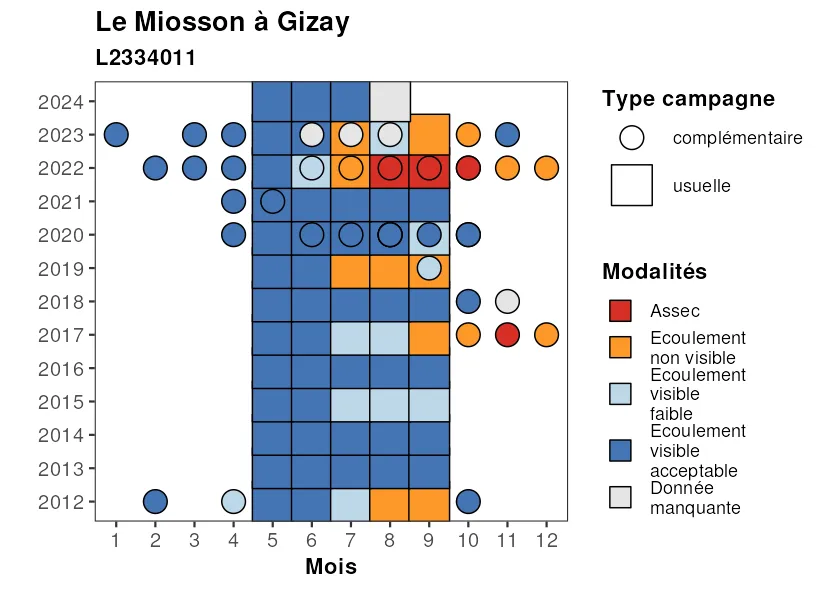 Le Miosson à Gizay
L2334011
2024
2023
2022
2021
2020
2019
2018
2017
2016
2015
2014
2013
2012
1 2 3 4 5 6 7 8 9 10 11 12
Mois
Type campagne
complémentaire
usuelle
Modalités
Assec
Ecoulement
non visible
Ecoulement
visible
faible
Ecoulement
visible
acceptable
Donnée
manquante